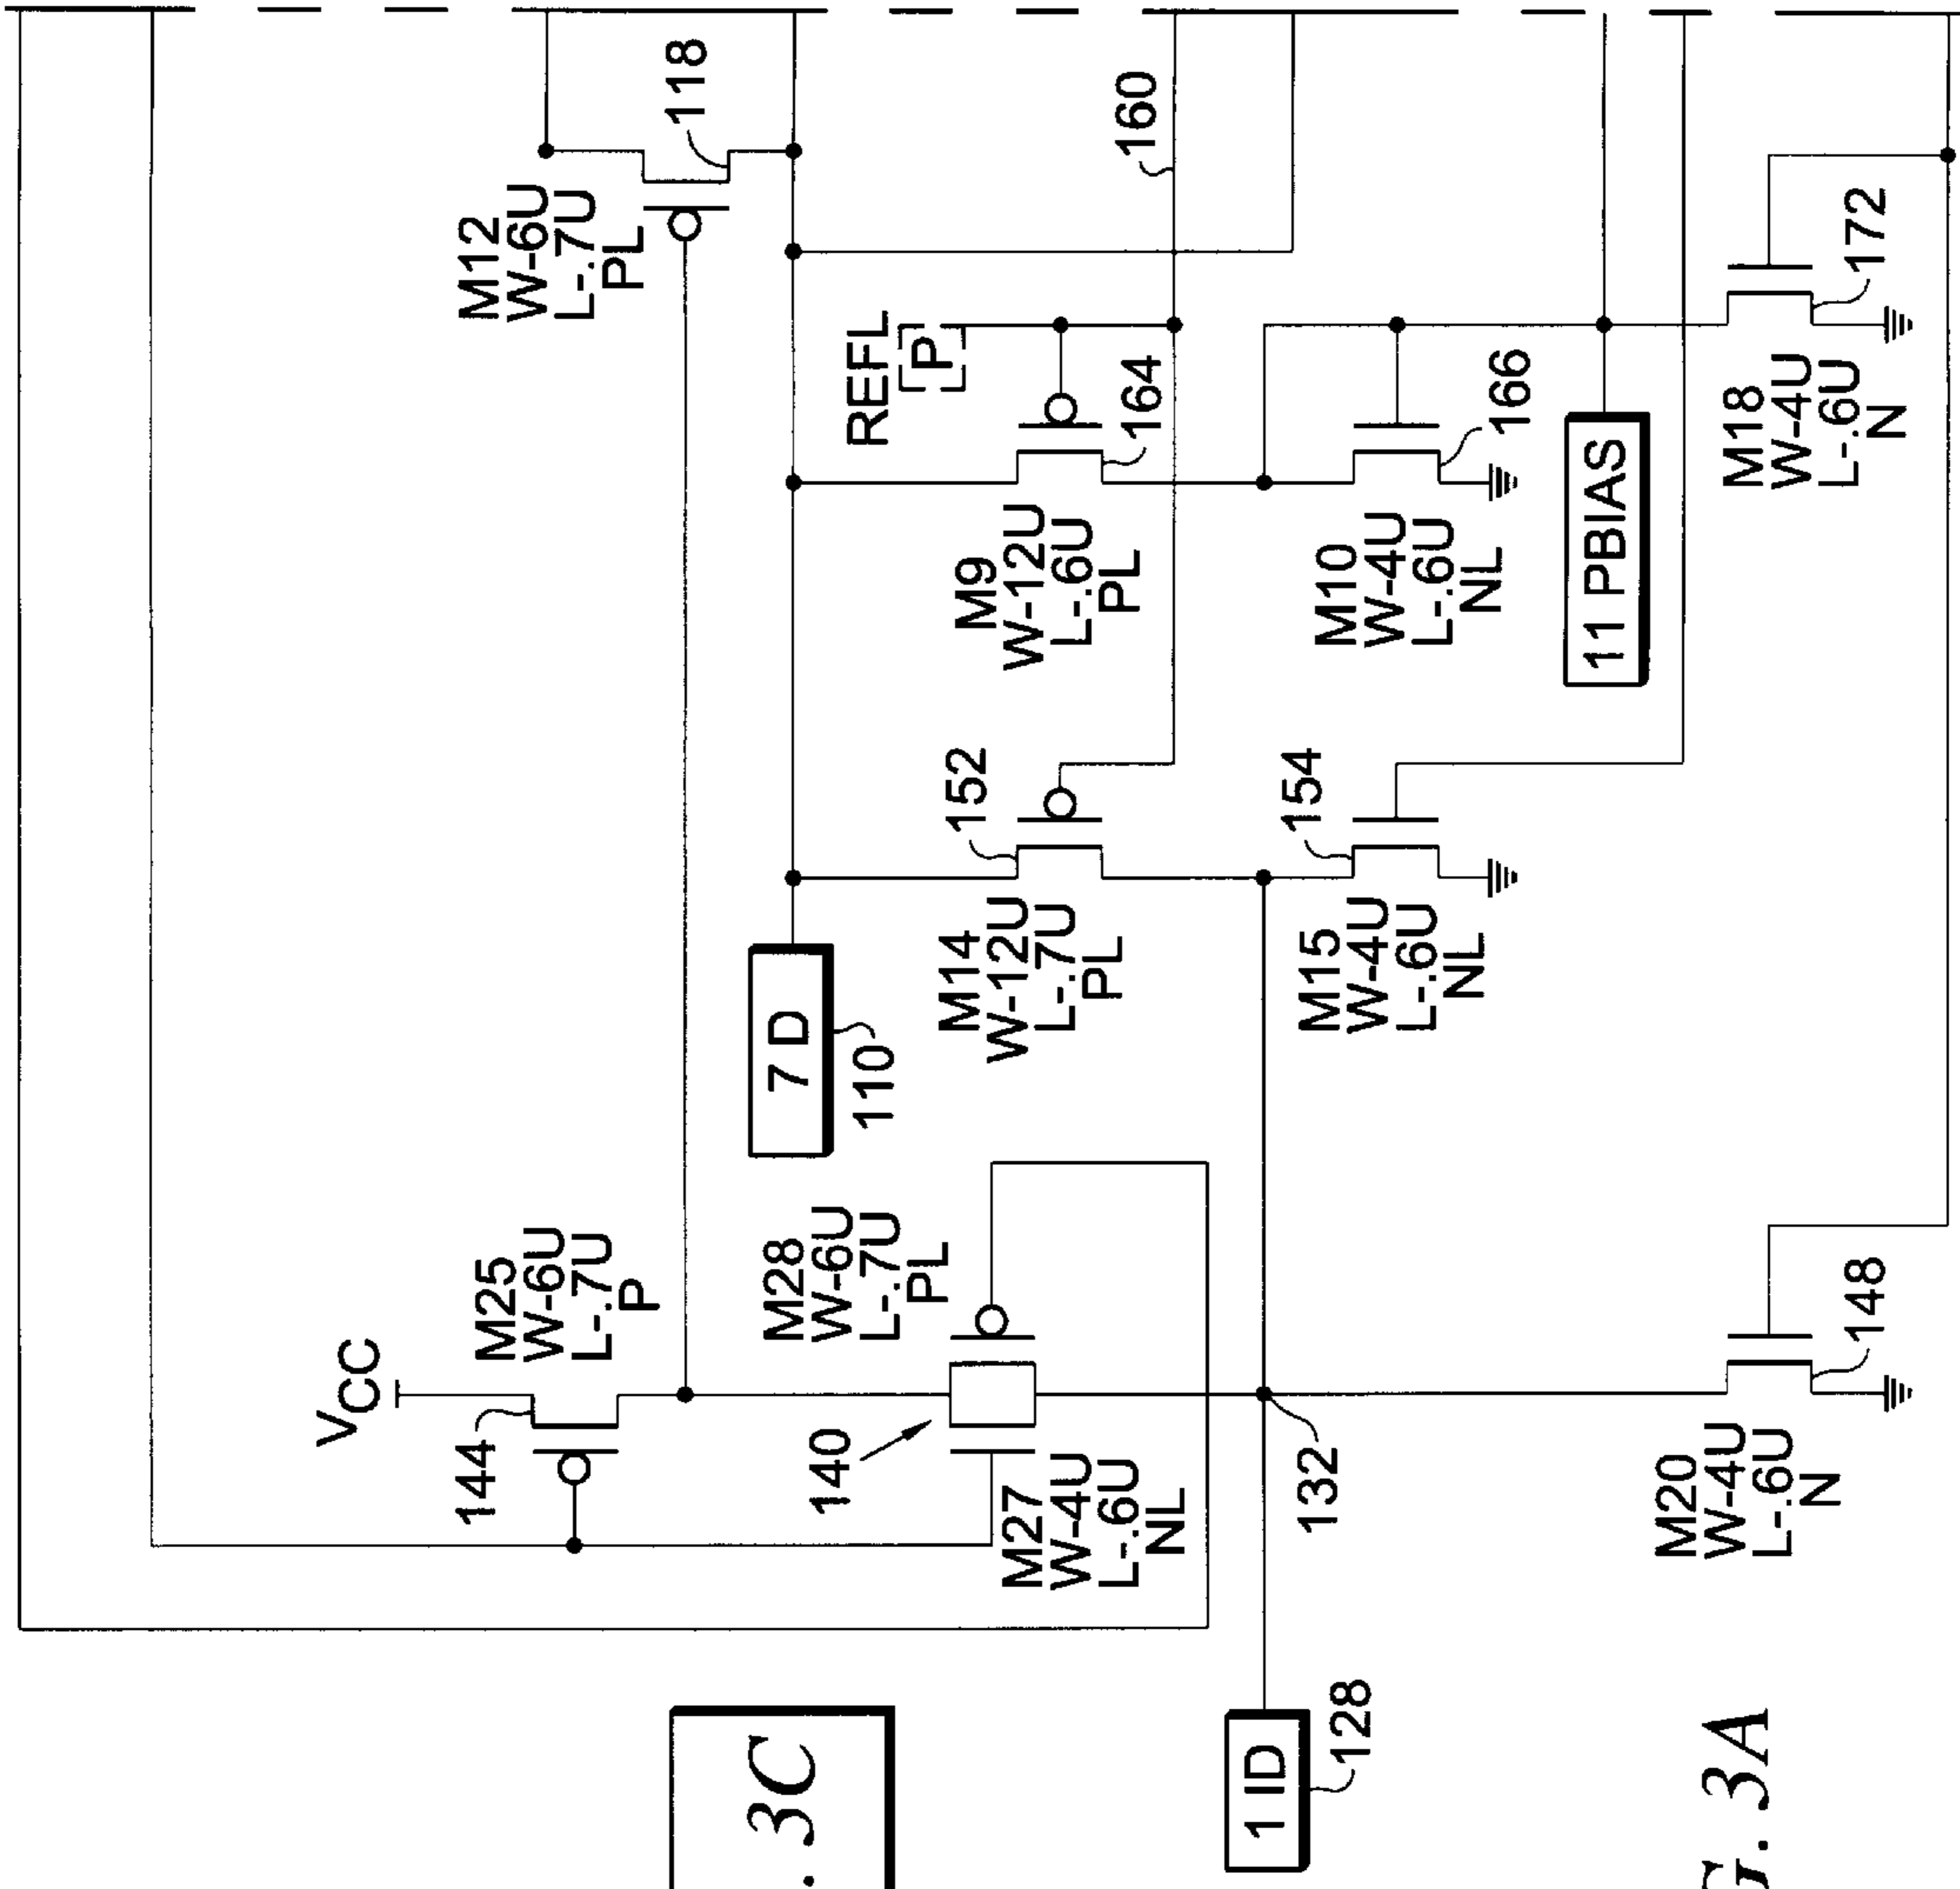 VCC
144
M25
W-6U
L-.7U
P
M12
W-6U
L-.7U
PL
118
. 3C
140
M28
W-6U
L-.7U
PL
7 D
110
REFL
[P]
M14
W-12U
L-.7U
PL
152
M9
W-12U
L-.6U
PL
164
160
M27
W-4U
L-.6U
NL
1 ID
128
132
M15
W-4U
L-.6U
NL
154
M10
W-4U
L-.6U
NL
166
11 PBIAS
M20
W-4U
L-.6U
N
148
M18
W-4U
L-.6U
N
172
G. 3A